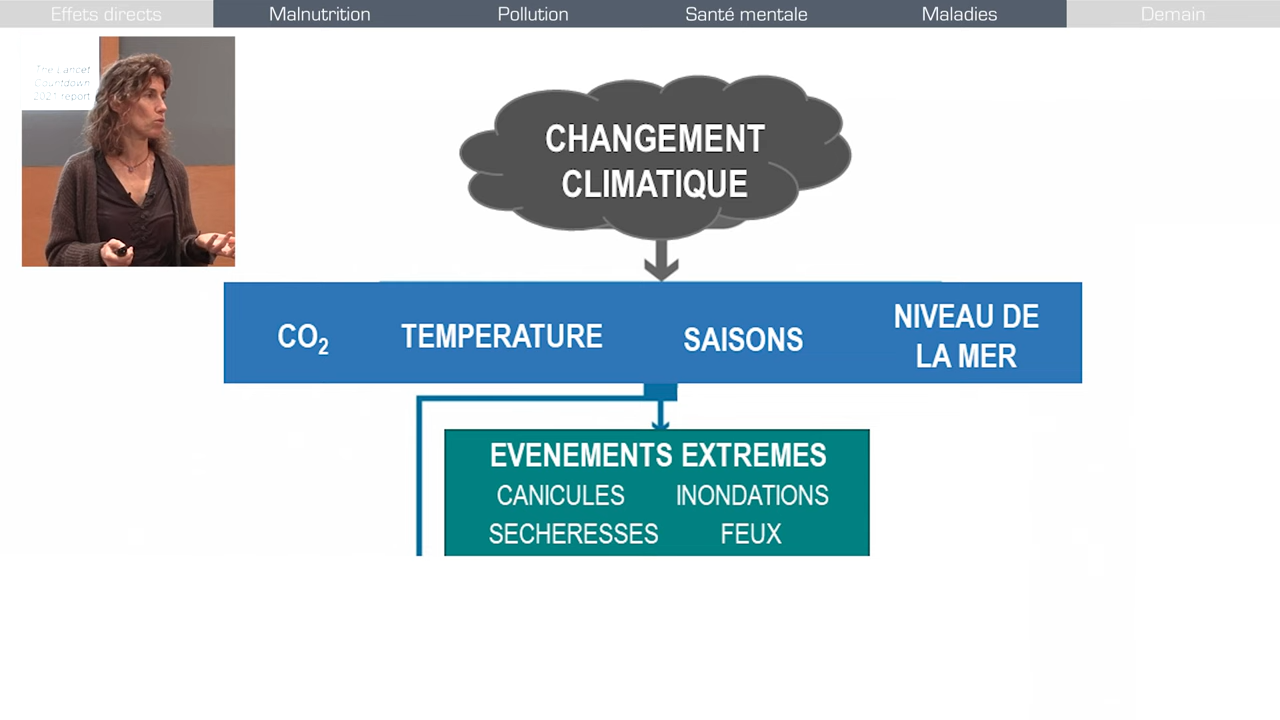 Effets directs
Malnutrition
Pollution
Santé mentale
Maladies
Demain
The Lancet
Countdown
2021 report
CHANGEMENT
CLIMATIQUE
CO₂
TEMPERATURE
SAISONS
NIVEAU DE
LA MER
EVENEMENTS EXTREMES
CANICULES
INONDATIONS
SECHERESSES
FEUX